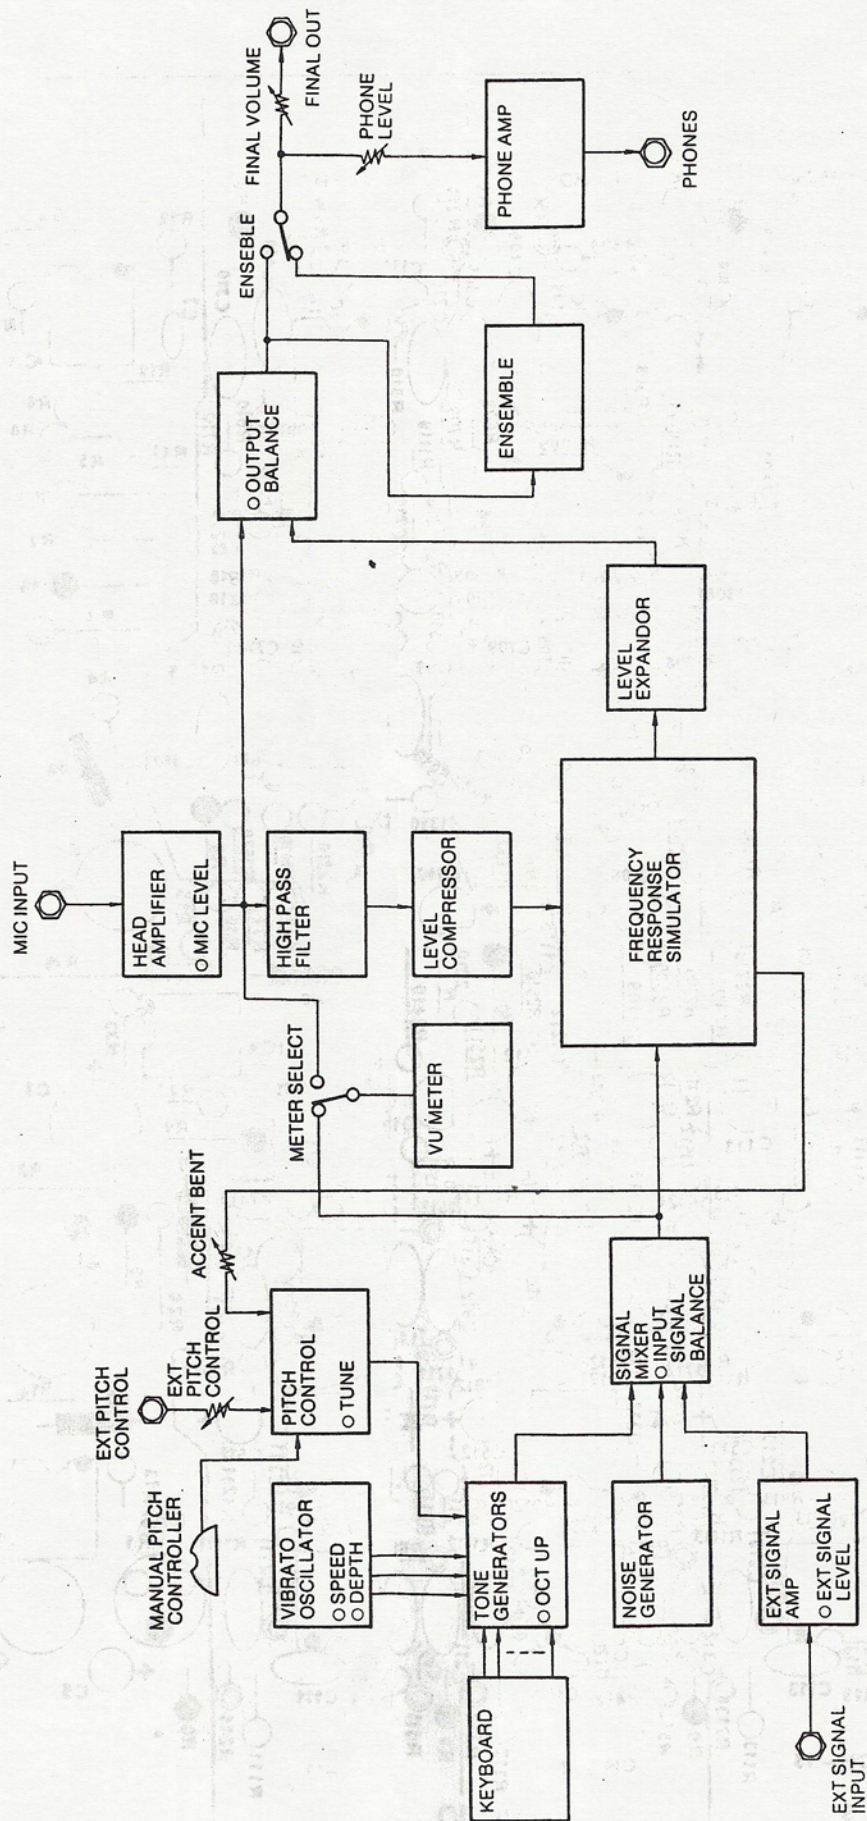 MIC INPUT
HEAD
AMPLIFIER
MIC LEVEL
HIGH PASS
FILTER
LEVEL
COMPRESSOR
FREQUENCY
RESPONSE
SIMULATOR
LEVEL
EXPANDOR
OUTPUT
BALANCE
ENSEBLE
ENSEMBLE
FINAL VOLUME
FINAL OUT
PHONE
LEVEL
PHONE AMP
PHONES
METER SELECT
VU METER
ACCENT BENT
EXT PITCH
CONTROL
EXT
PITCH
CONTROL
PITCH
CONTROL
TUNE
MANUAL PITCH
CONTROLLER
VIBRATO
OSCILLATOR
SPEED
DEPTH
TONE
GENERATORS
OCT UP
KEYBOARD
NOISE
GENERATOR
SIGNAL
MIXER
INPUT
SIGNAL
BALANCE
EXT SIGNAL
AMP
EXT SIGNAL
LEVEL
EXT SIGNAL
INPUT